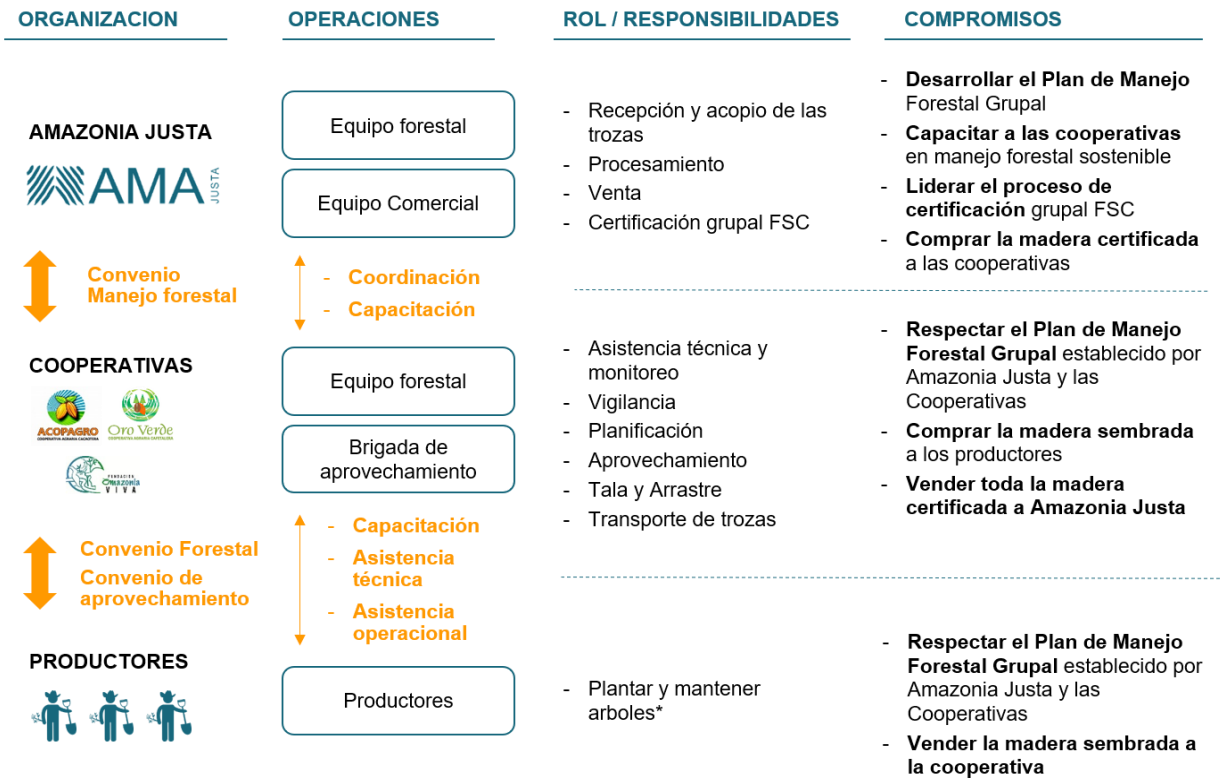 ORGANIZACION
OPERACIONES
ROL / RESPONSIBILIDADES
COMPROMISOS
AMAZONIA JUSTA
AMA
JUSTA
Equipo forestal
Equipo Comercial
- Recepción y acopio de las
trozas
- Procesamiento
- Venta
- Certificación grupal FSC
- Desarrollar el Plan de Manejo
Forestal Grupal
- Capacitar a las cooperativas
en manejo forestal sostenible
- Liderar el proceso de
certificación grupal FSC
- Comprar la madera certificada
a las cooperativas
Convenio
Manejo forestal
- Coordinación
- Capacitación
COOPERATIVAS
ACOPAGRO
COOPERATIVA AGRARIA CACAOTERA
Oro Verde
COOPERATIVA AGRARIA CAFETALERA
FUNDACION
Amazonía
VIVA
Equipo forestal
Brigada de
aprovechamiento
- Asistencia técnica y
monitoreo
- Vigilancia
- Planificación
- Aprovechamiento
- Tala y Arrastre
- Transporte de trozas
- Respectar el Plan de Manejo
Forestal Grupal establecido por
Amazonia Justa y las
Cooperativas
- Comprar la madera sembrada
a los productores
- Vender toda la madera
certificada a Amazonia Justa
Convenio Forestal
Convenio de
aprovechamiento
- Capacitación
- Asistencia
técnica
- Asistencia
operacional
PRODUCTORES
Productores
- Plantar y mantener
arboles*
- Respectar el Plan de Manejo
Forestal Grupal establecido por
Amazonia Justa y las
Cooperativas
- Vender la madera sembrada a
la cooperativa